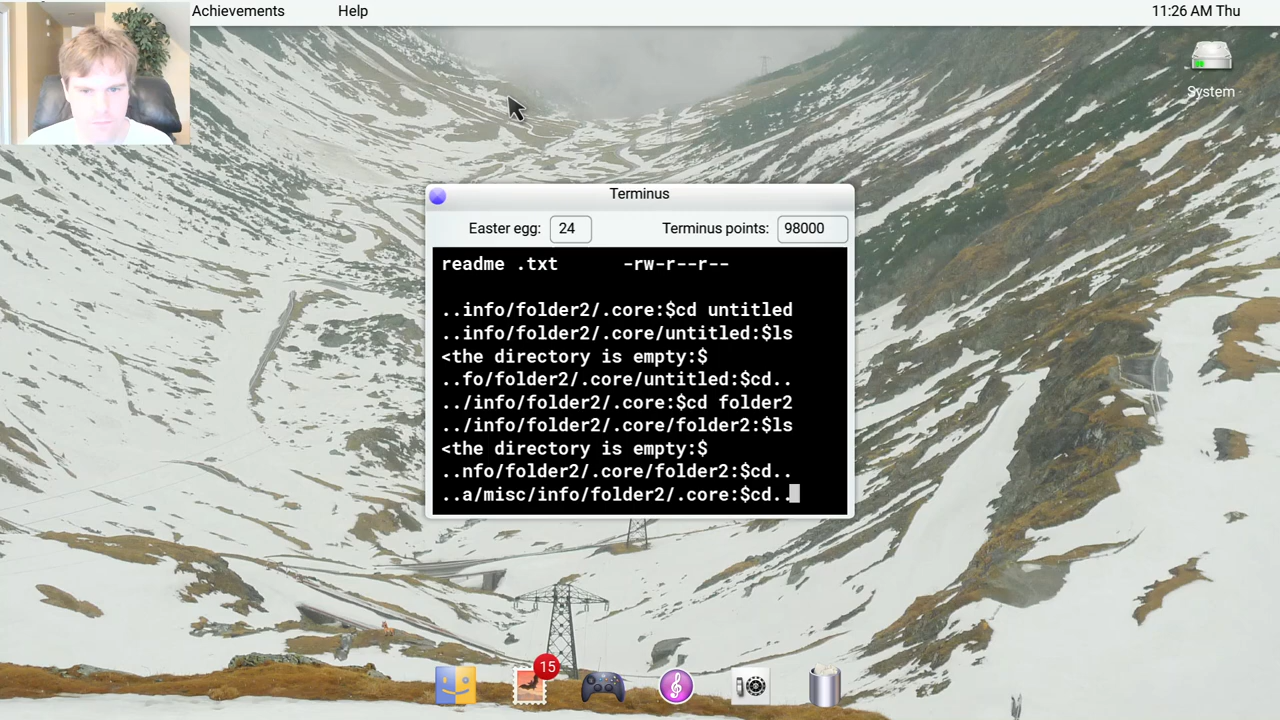 Achievements Help 11:26 AM Thu
System
Terminus
Easter egg: 24 Terminus points: 98000
readme .txt -rw-r--r--
..info/folder2/.core:$cd untitled
..info/folder2/.core/untitled:$ls
<the directory is empty:$
..fo/folder2/.core/untitled:$cd..
../info/folder2/.core:$cd folder2
../info/folder2/.core/folder2:$ls
<the directory is empty:$
..nfo/folder2/.core/folder2:$cd..
..a/misc/info/folder2/.core:$cd..
15